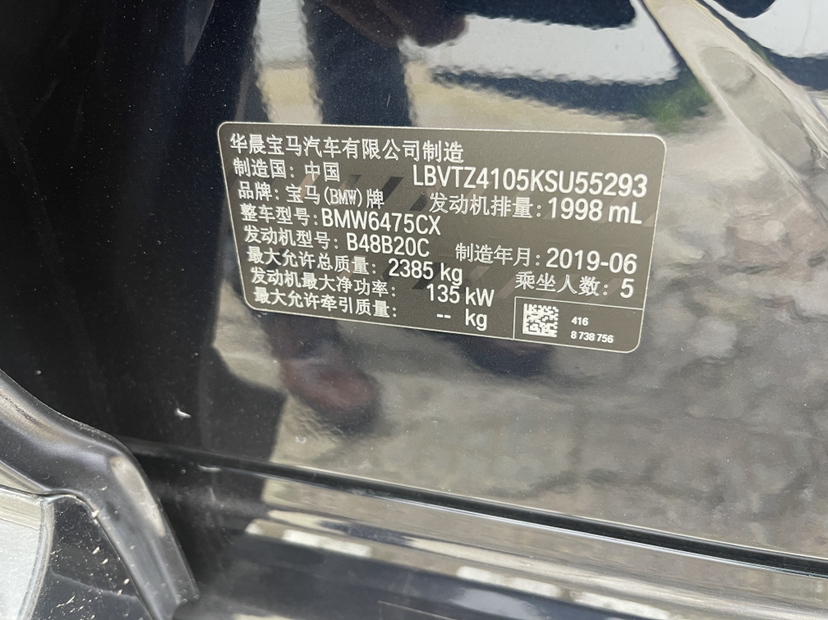 华晨宝马汽车有限公司制造
制造国：中国 LBVTZ4105KSU55293
品牌：宝马(BMW)牌 发动机排量：1998 mL
整车型号：BMW6475CX
发动机型号：B48B20C 制造年月：2019-06
最大允许总质量：2385 kg 乘坐人数：5
发动机最大净功率：135 kW
最大允许牵引质量：-- kg
416
8 738 756